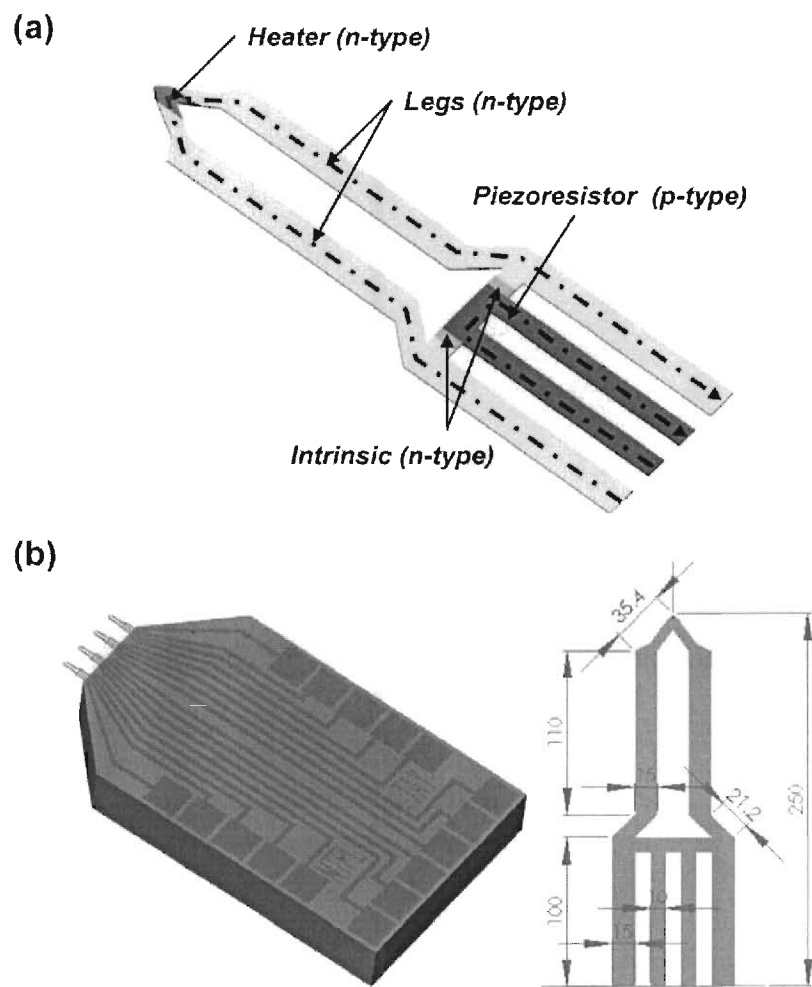 (a)
Heater (n-type)
Legs (n-type)
Piezoresistor (p-type)
Intrinsic (n-type)
(b)
35.4
110
15
21.2
250
100
10
15